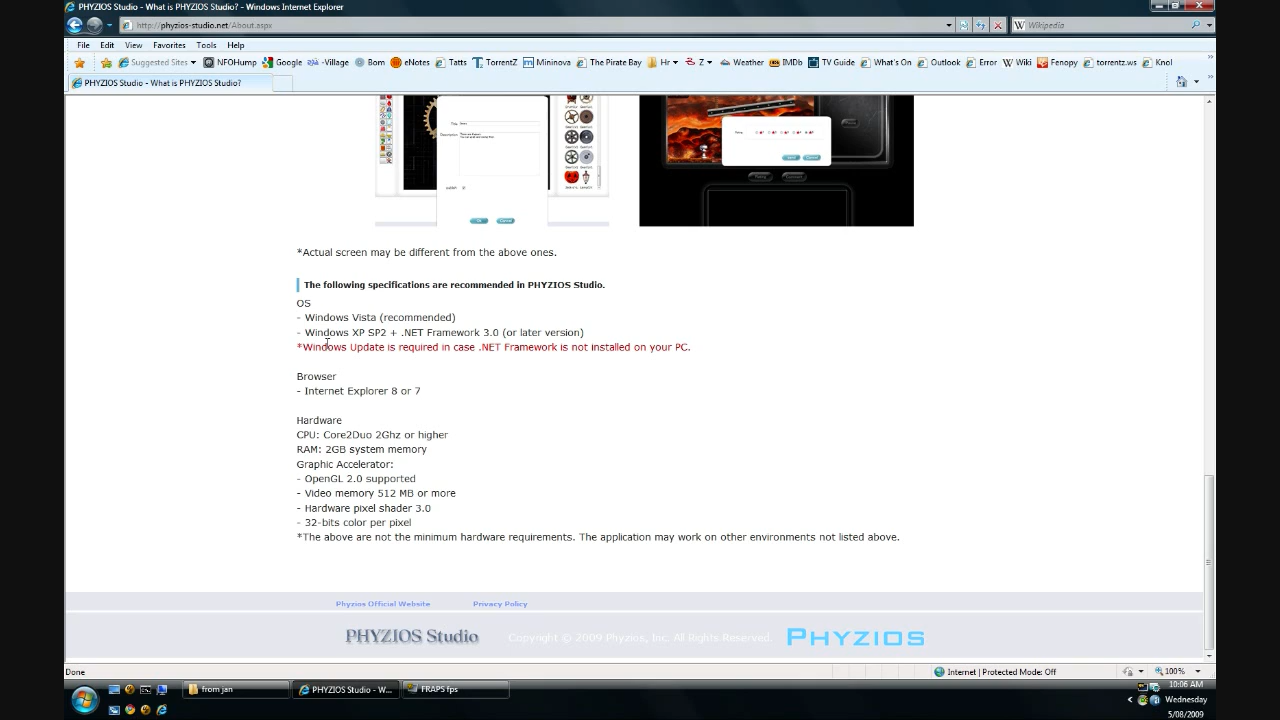 PHYZIOS Studio - What is PHYZIOS Studio? - Windows Internet Explorer
http://phyzios-studio.net/About.aspx
Wikipedia
File Edit View Favorites Tools Help
Suggested Sites NFOHump Google -Village Bom eNotes Tatts TorrentZ Mininova The Pirate Bay Hr Z Weather IMDb TV Guide What's On Outlook Error Wiki Fenopy torrentz.ws Knol
PHYZIOS Studio - What is PHYZIOS Studio?
*Actual screen may be different from the above ones.
The following specifications are recommended in PHYZIOS Studio.
OS
- Windows Vista (recommended)
- Windows XP SP2 + .NET Framework 3.0 (or later version)
*Windows Update is required in case .NET Framework is not installed on your PC.
Browser
- Internet Explorer 8 or 7
Hardware
CPU: Core2Duo 2Ghz or higher
RAM: 2GB system memory
Graphic Accelerator:
- OpenGL 2.0 supported
- Video memory 512 MB or more
- Hardware pixel shader 3.0
- 32-bits color per pixel
*The above are not the minimum hardware requirements. The application may work on other environments not listed above.
Phyzios Official Website Privacy Policy
PHYZIOS Studio Copyright © 2009 Phyzios, Inc. All Rights Reserved. PHYZIOS
Done Internet | Protected Mode: Off 100%
from jan PHYZIOS Studio - W... FRAPS fps
10:06 AM
Wednesday
5/08/2009